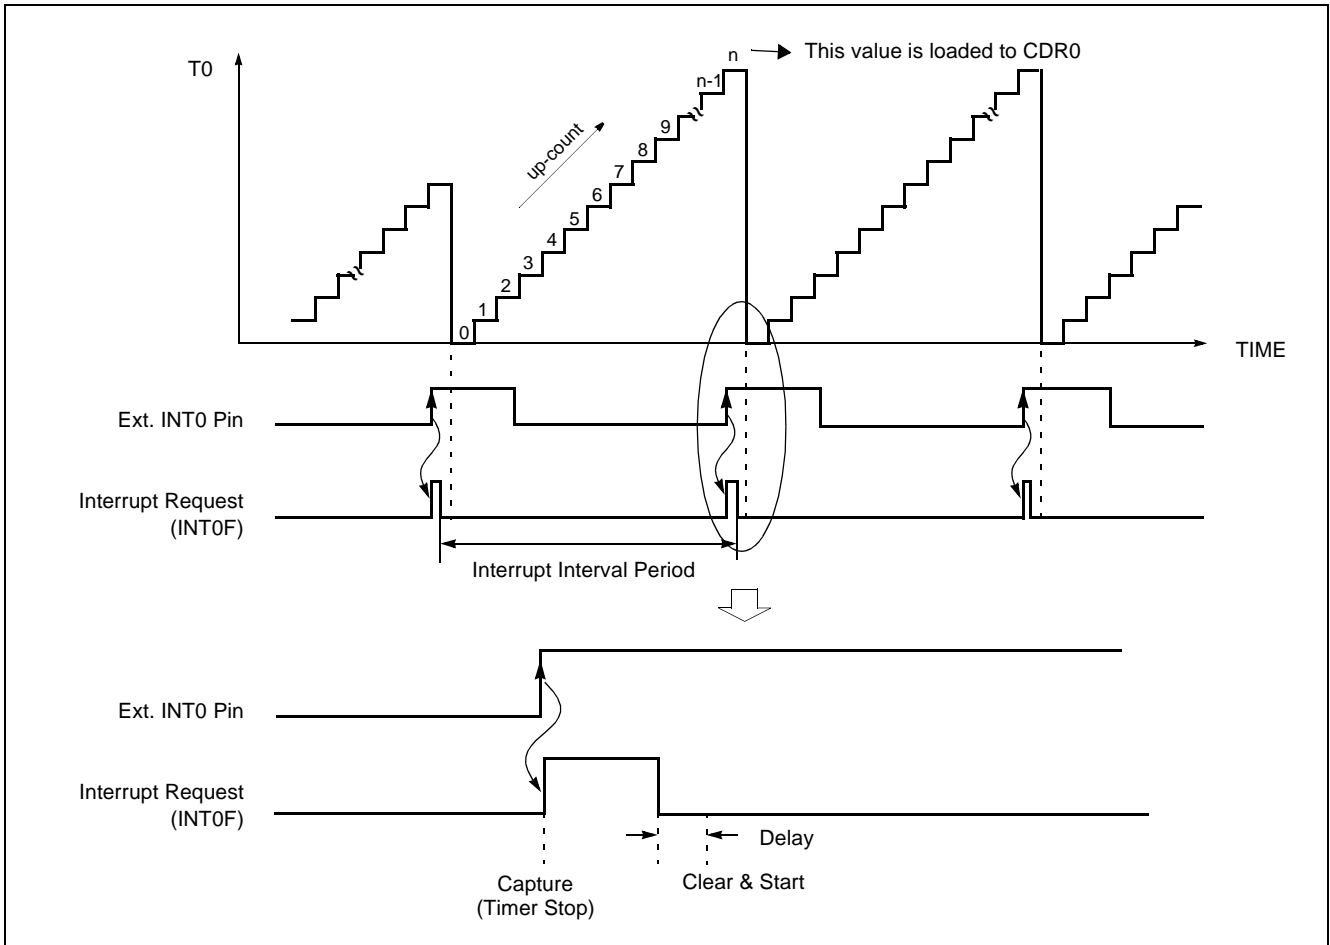 T0
n
This value is loaded to CDR0
n-1
9
8
7
6
5
4
3
2
1
0
up-count
TIME
Ext. INT0 Pin
Interrupt Request
(INT0F)
Interrupt Interval Period
Ext. INT0 Pin
Interrupt Request
(INT0F)
Delay
Capture
(Timer Stop)
Clear & Start